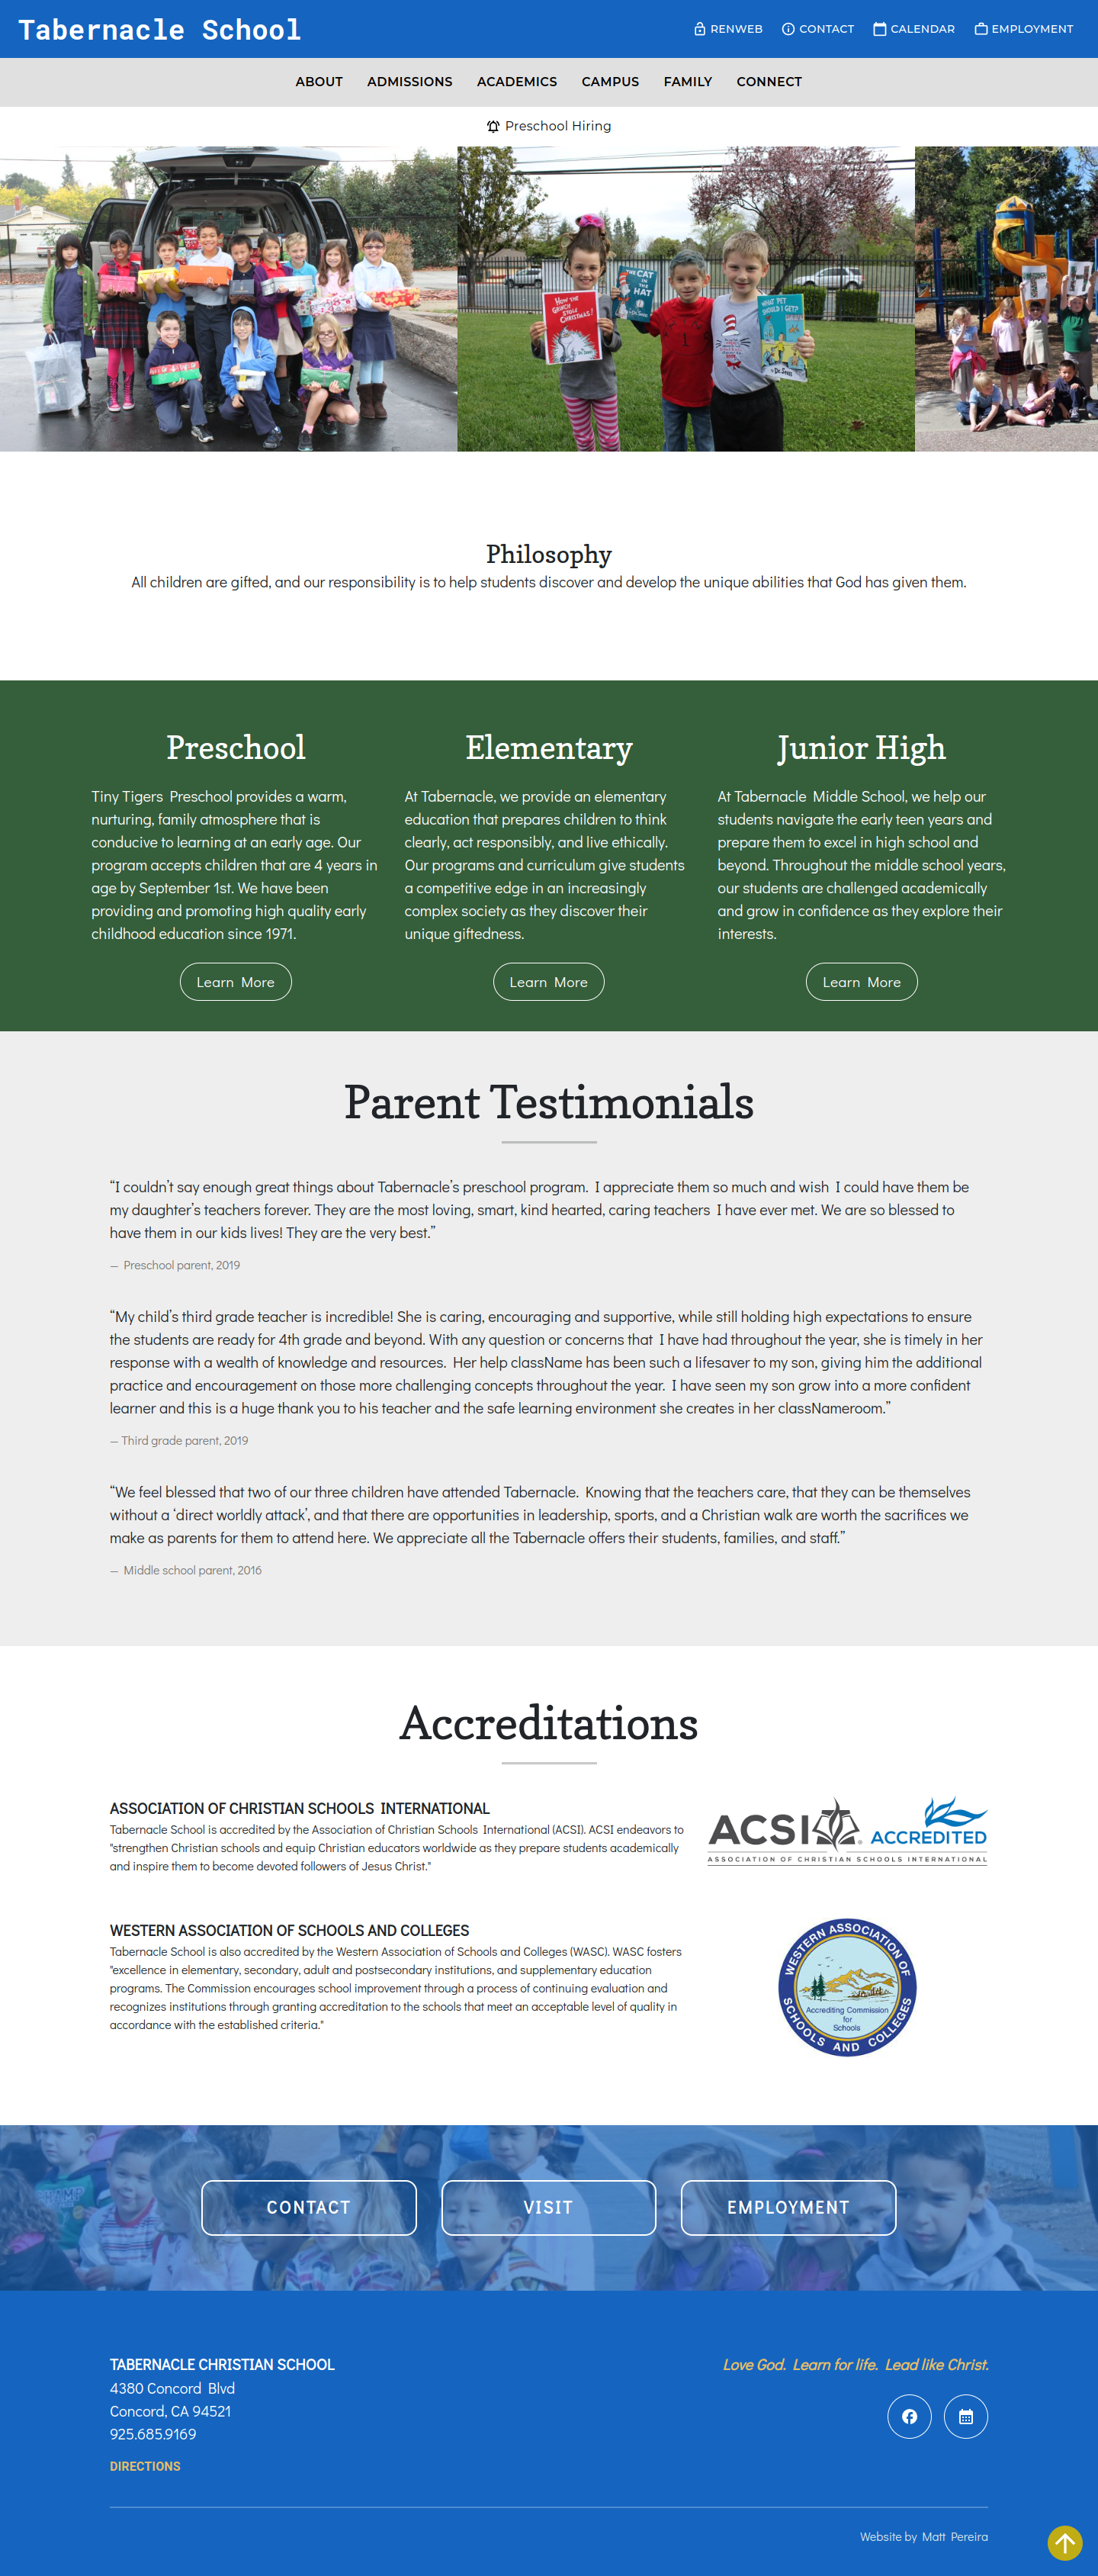 Tabernacle School
RENWEB CONTACT CALENDAR EMPLOYMENT
ABOUT ADMISSIONS ACADEMICS CAMPUS FAMILY CONNECT
Preschool Hiring
HOW THE GRINCH STOLE CHRISTMAS!
THE CAT IN THE HAT
WHAT PET SHOULD I GET?
Dr. Seuss
Philosophy
All children are gifted, and our responsibility is to help students discover and develop the unique abilities that God has given them.
Preschool
Tiny Tigers Preschool provides a warm,
nurturing, family atmosphere that is
conducive to learning at an early age. Our
program accepts children that are 4 years in
age by September 1st. We have been
providing and promoting high quality early
childhood education since 1971.
Learn More
Elementary
At Tabernacle, we provide an elementary
education that prepares children to think
clearly, act responsibly, and live ethically.
Our programs and curriculum give students
a competitive edge in an increasingly
complex society as they discover their
unique giftedness.
Learn More
Junior High
At Tabernacle Middle School, we help our
students navigate the early teen years and
prepare them to excel in high school and
beyond. Throughout the middle school years,
our students are challenged academically
and grow in confidence as they explore their
interests.
Learn More
Parent Testimonials
“I couldn’t say enough great things about Tabernacle’s preschool program. I appreciate them so much and wish I could have them be
my daughter’s teachers forever. They are the most loving, smart, kind hearted, caring teachers I have ever met. We are so blessed to
have them in our kids lives! They are the very best.”
— Preschool parent, 2019
“My child’s third grade teacher is incredible! She is caring, encouraging and supportive, while still holding high expectations to ensure
the students are ready for 4th grade and beyond. With any question or concerns that I have had throughout the year, she is timely in her
response with a wealth of knowledge and resources. Her help className has been such a lifesaver to my son, giving him the additional
practice and encouragement on those more challenging concepts throughout the year. I have seen my son grow into a more confident
learner and this is a huge thank you to his teacher and the safe learning environment she creates in her classNameroom.”
— Third grade parent, 2019
“We feel blessed that two of our three children have attended Tabernacle. Knowing that the teachers care, that they can be themselves
without a ‘direct worldly attack’, and that there are opportunities in leadership, sports, and a Christian walk are worth the sacrifices we
make as parents for them to attend here. We appreciate all the Tabernacle offers their students, families, and staff.”
— Middle school parent, 2016
Accreditations
ASSOCIATION OF CHRISTIAN SCHOOLS INTERNATIONAL
Tabernacle School is accredited by the Association of Christian Schools International (ACSI). ACSI endeavors to
"strengthen Christian schools and equip Christian educators worldwide as they prepare students academically
and inspire them to become devoted followers of Jesus Christ."
ACSI ACCREDITED
ASSOCIATION OF CHRISTIAN SCHOOLS INTERNATIONAL
WESTERN ASSOCIATION OF SCHOOLS AND COLLEGES
Tabernacle School is also accredited by the Western Association of Schools and Colleges (WASC). WASC fosters
"excellence in elementary, secondary, adult and postsecondary institutions, and supplementary education
programs. The Commission encourages school improvement through a process of continuing evaluation and
recognizes institutions through granting accreditation to the schools that meet an acceptable level of quality in
accordance with the established criteria."
WESTERN ASSOCIATION OF
SCHOOLS AND COLLEGES
Accrediting Commission
for
Schools
CONTACT VISIT EMPLOYMENT
TABERNACLE CHRISTIAN SCHOOL
4380 Concord Blvd
Concord, CA 94521
925.685.9169
DIRECTIONS
Love God. Learn for life. Lead like Christ.
Website by Matt Pereira